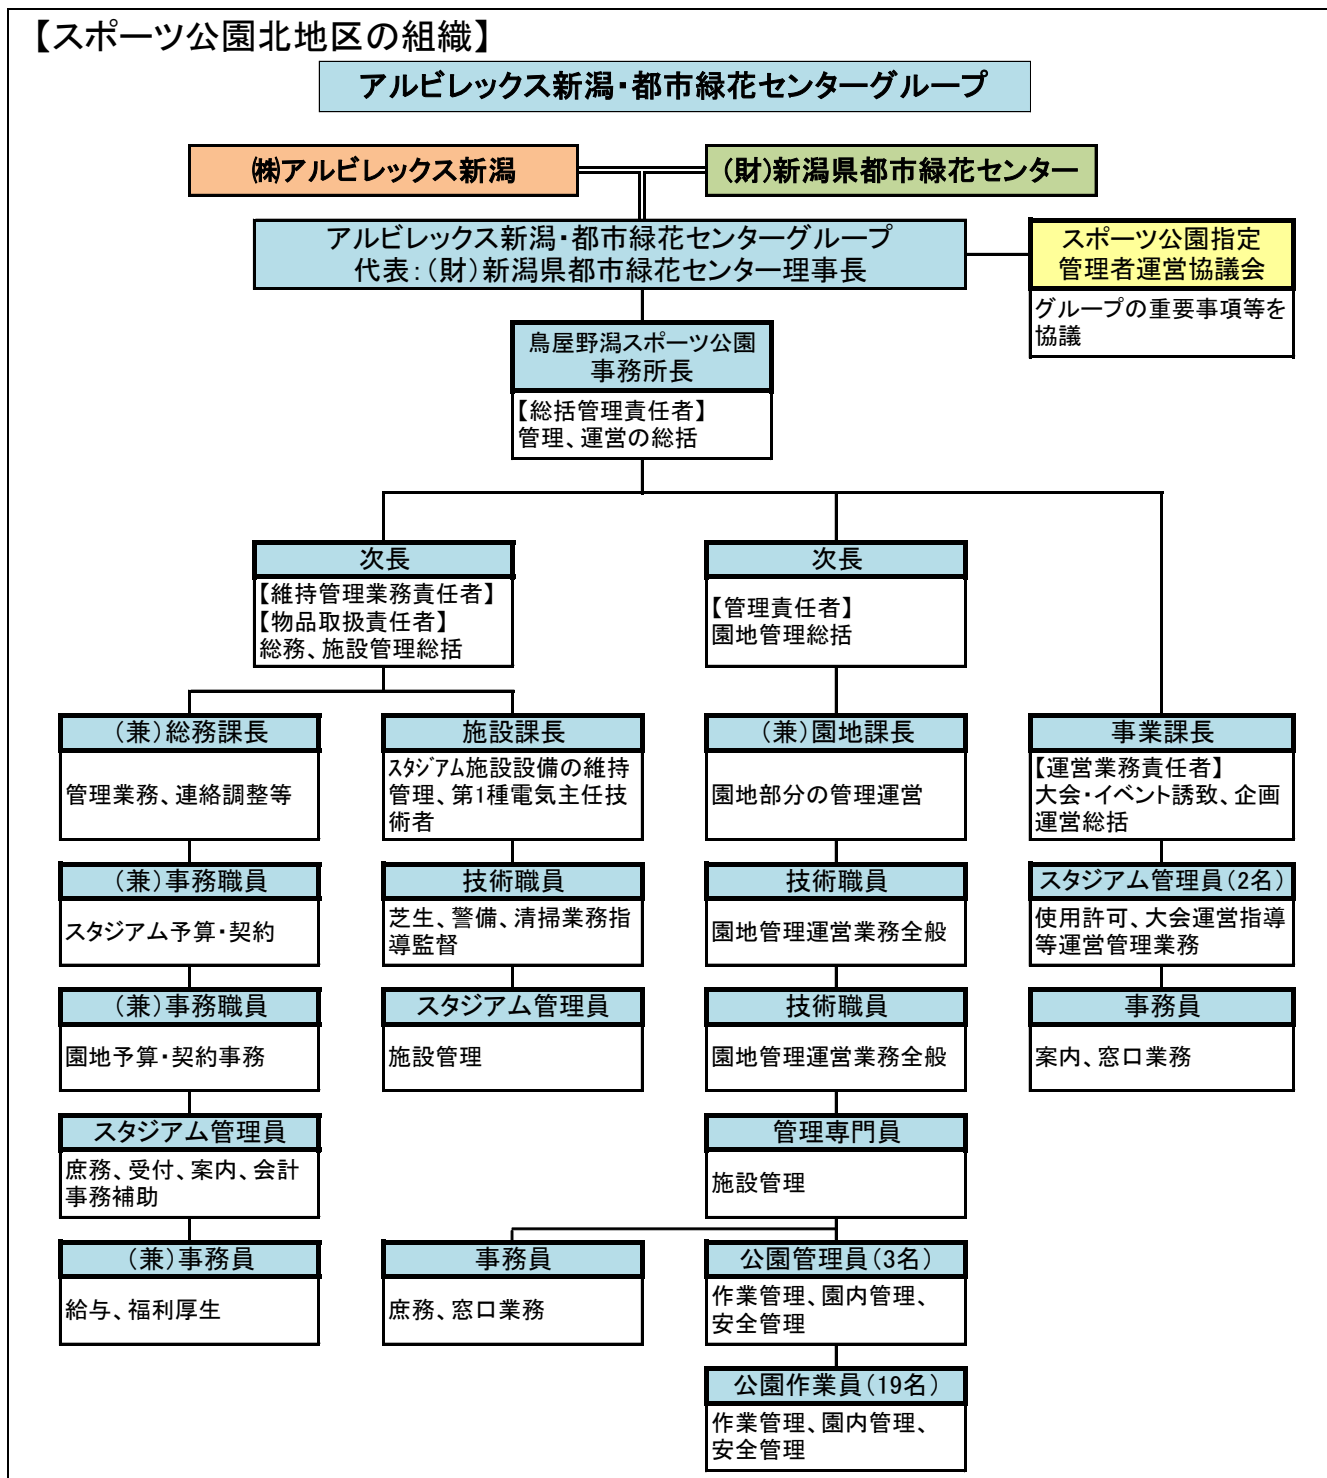 【スポーツ公園北地区の組織】
アルビレックス新潟・都市緑花センターグループ
㈱アルビレックス新潟
(財)新潟県都市緑花センター
アルビレックス新潟・都市緑花センターグループ
代表:(財)新潟県都市緑花センター理事長
スポーツ公園指定
管理者運営協議会
グループの重要事項等を
協議
鳥屋野潟スポーツ公園
事務所長
【総括管理責任者】
管理、運営の総括
次長
【維持管理業務責任者】
【物品取扱責任者】
総務、施設管理総括
次長
【管理責任者】
園地管理総括
(兼)総務課長
管理業務、連絡調整等
施設課長
ｽﾀｼﾞｱﾑ施設設備の維持
管理、第1種電気主任技
術者
(兼)園地課長
園地部分の管理運営
事業課長
【運営業務責任者】
大会・イベント誘致、企画
運営総括
(兼)事務職員
スタジアム予算・契約
技術職員
芝生、警備、清掃業務指
導監督
技術職員
園地管理運営業務全般
スタジアム管理員(2名)
使用許可、大会運営指導
等運営管理業務
(兼)事務職員
園地予算・契約事務
スタジアム管理員
施設管理
技術職員
園地管理運営業務全般
事務員
案内、窓口業務
スタジアム管理員
庶務、受付、案内、会計
事務補助
管理専門員
施設管理
(兼)事務員
給与、福利厚生
事務員
庶務、窓口業務
公園管理員(3名)
作業管理、園内管理、
安全管理
公園作業員(19名)
作業管理、園内管理、
安全管理